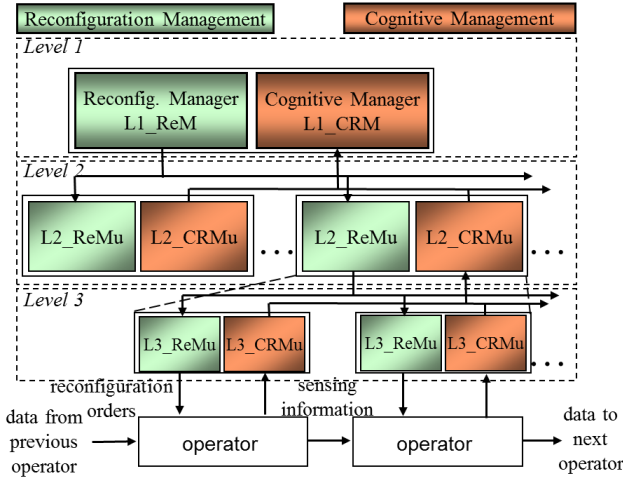 Reconfiguration Management
Cognitive Management
Level 1
Reconfig. Manager
L1_ReM
Cognitive Manager
L1_CRM
Level 2
L2_ReMu
L2_CRMu
...
L2_ReMu
L2_CRMu
...
Level 3
L3_ReMu
L3_CRMu
L3_ReMu
L3_CRMu
...
reconfiguration
orders
sensing
information
data from
previous
operator
operator
operator
data to
next
operator